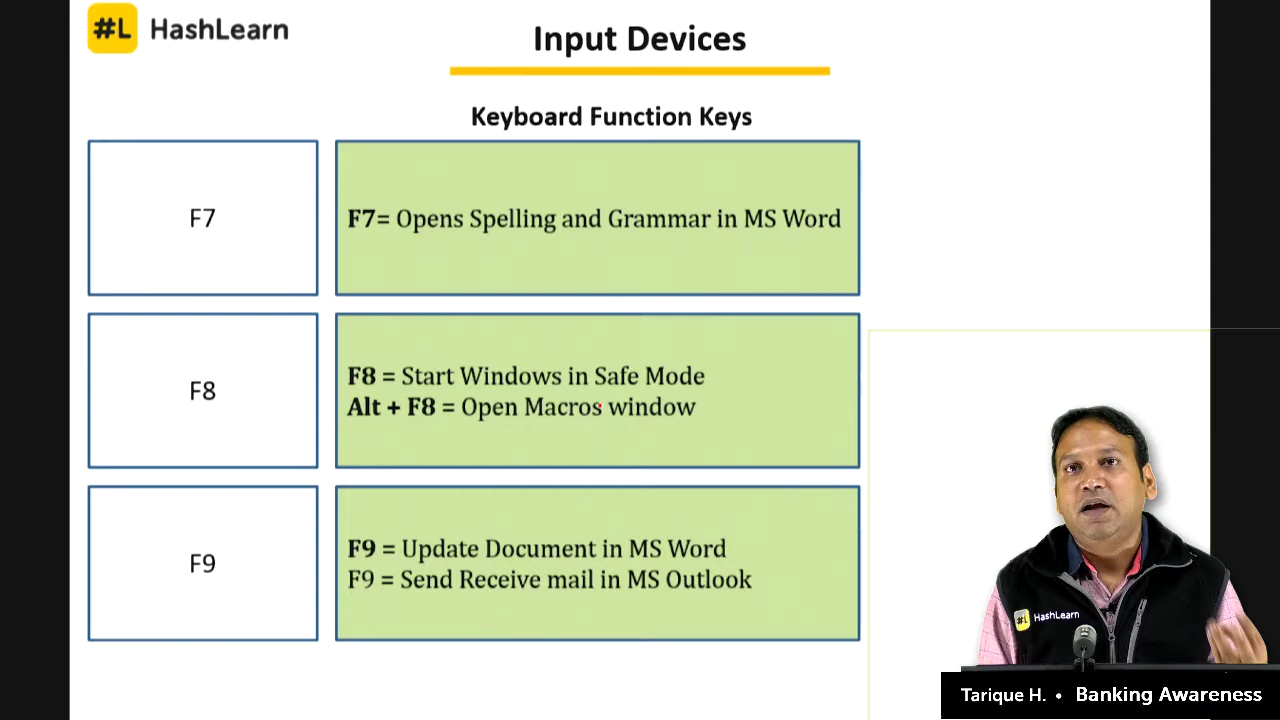 #L HashLearn
Input Devices
Keyboard Function Keys
F7
F7= Opens Spelling and Grammar in MS Word
F8
F8 = Start Windows in Safe Mode
Alt + F8 = Open Macros window
F9
F9 = Update Document in MS Word
F9 = Send Receive mail in MS Outlook
#L HashLearn
Tarique H. • Banking Awareness